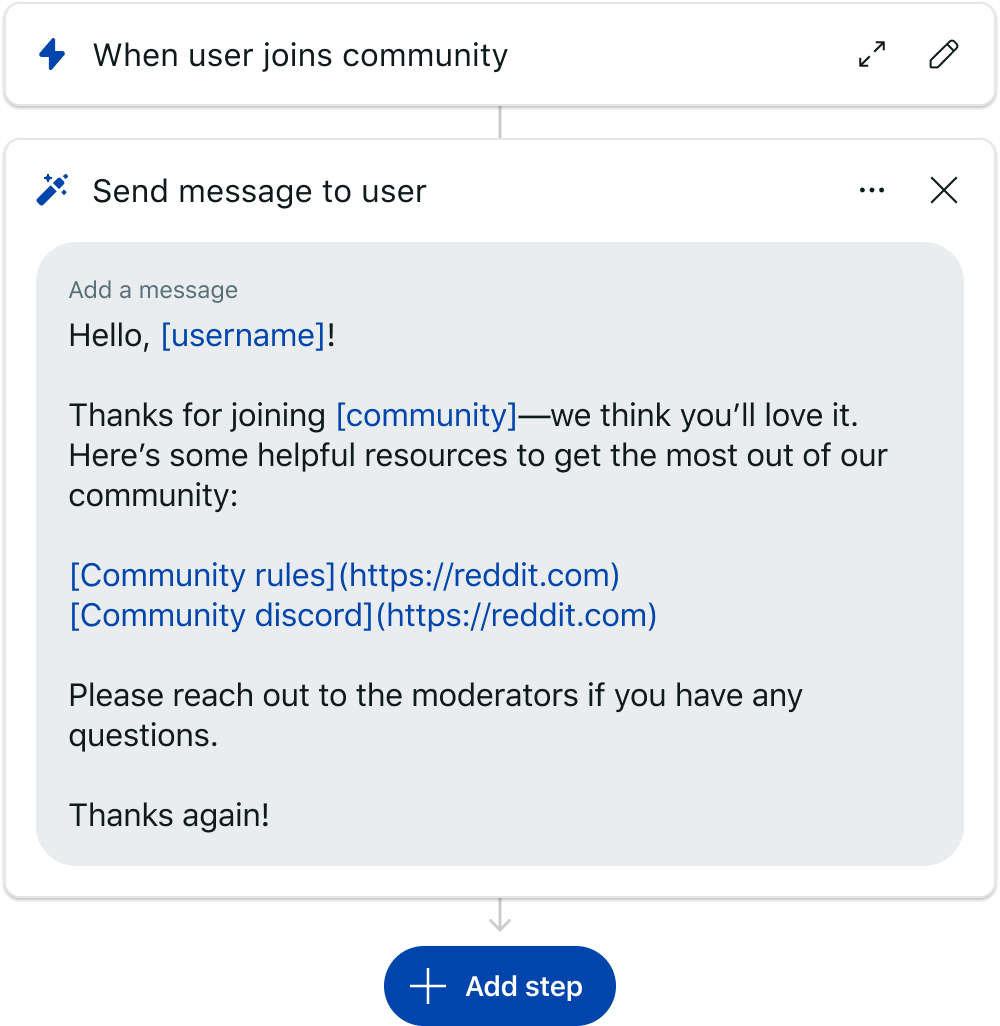 When user joins community
Send message to user
Add a message
Hello, [username]!
Thanks for joining [community]—we think you’ll love it.
Here’s some helpful resources to get the most out of our
community:
[Community rules](https://reddit.com)
[Community discord](https://reddit.com)
Please reach out to the moderators if you have any
questions.
Thanks again!
Add step